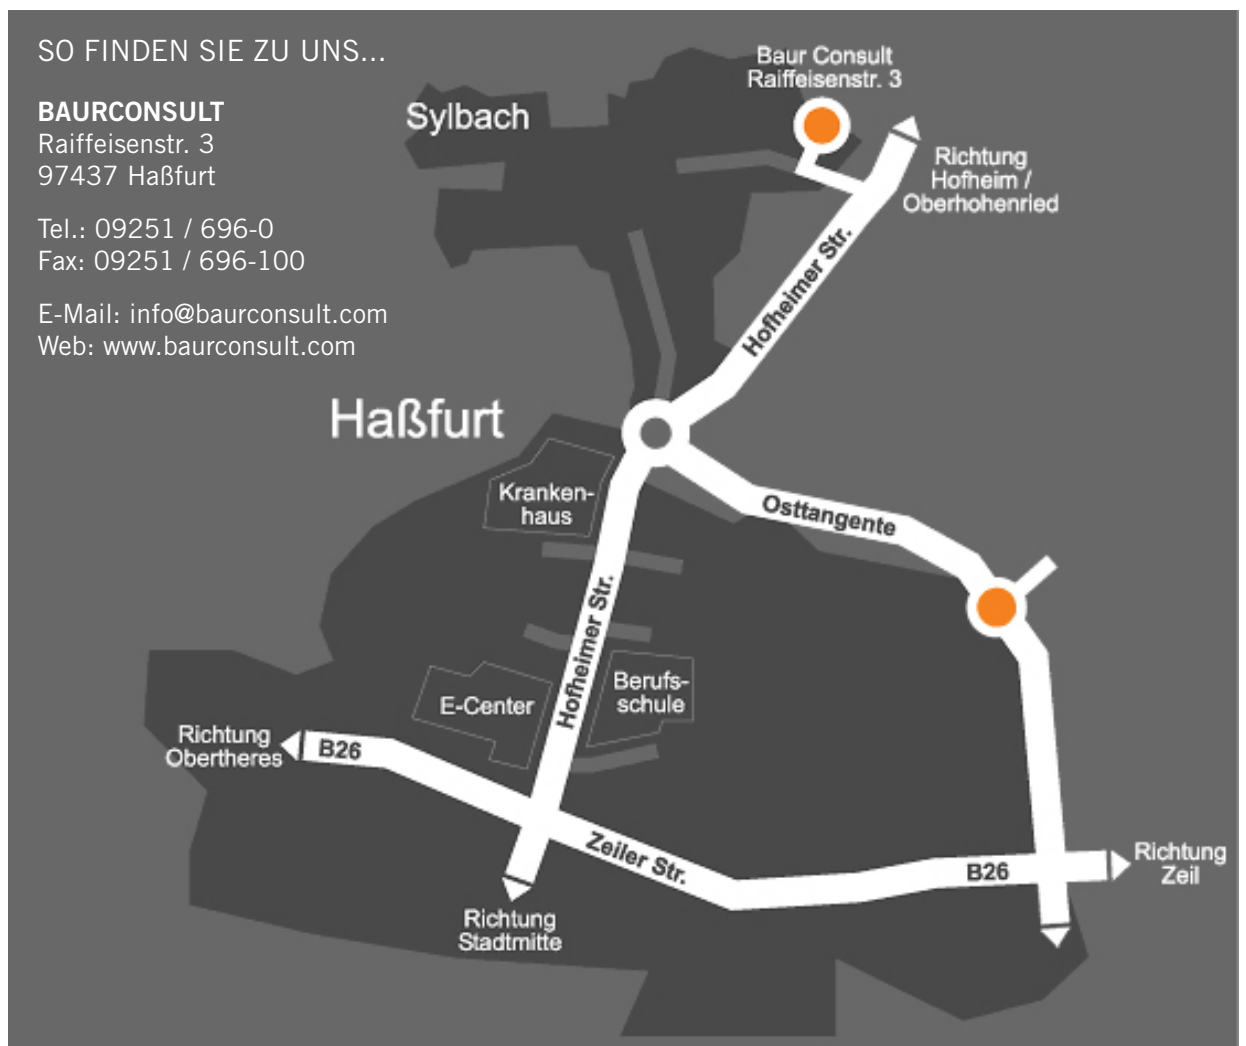 SO FINDEN SIE ZU UNS...
BAURCONSULT
Raiffeisenstr. 3
97437 Haßfurt
Tel.: 09251 / 696-0
Fax: 09251 / 696-100
E-Mail: info@baurconsult.com
Web: www.baurconsult.com
Baur Consult
Raiffeisenstr. 3
Sylbach
Richtung
Hofheim /
Oberhohenried
Hofheimer Str.
Haßfurt
Kranken-
haus
Osttangente
Hofheimer Str.
Berufs-
schule
E-Center
Richtung
Obertheres
B26
Zeiler Str.
B26
Richtung
Zeil
Richtung
Stadtmitte